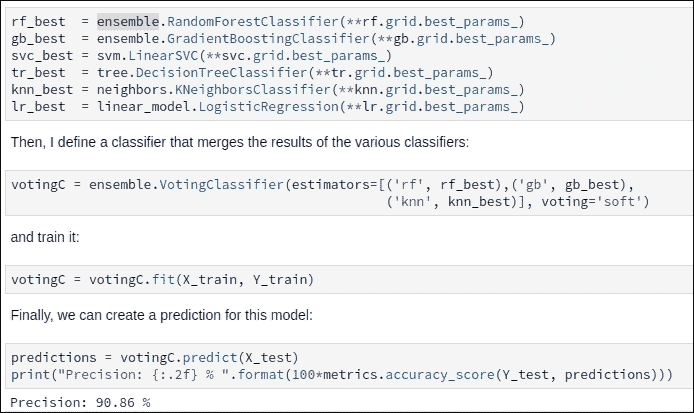 rf_best  = ensemble.RandomForestClassifier(**rf.grid.best_params_)
gb_best  = ensemble.GradientBoostingClassifier(**gb.grid.best_params_)
svc_best = svm.LinearSVC(**svc.grid.best_params_)
tr_best  = tree.DecisionTreeClassifier(**tr.grid.best_params_)
knn_best = neighbors.KNeighborsClassifier(**knn.grid.best_params_)
lr_best  = linear_model.LogisticRegression(**lr.grid.best_params_)
Then, I define a classifier that merges the results of the various classifiers:
votingC = ensemble.VotingClassifier(estimators=[('rf', rf_best),('gb', gb_best),
                                                ('knn', knn_best)], voting='soft')
and train it:
votingC = votingC.fit(X_train, Y_train)
Finally, we can create a prediction for this model:
predictions = votingC.predict(X_test)
print("Precision: {:.2f} % ".format(100*metrics.accuracy_score(Y_test, predictions)))
Precision: 90.86 %